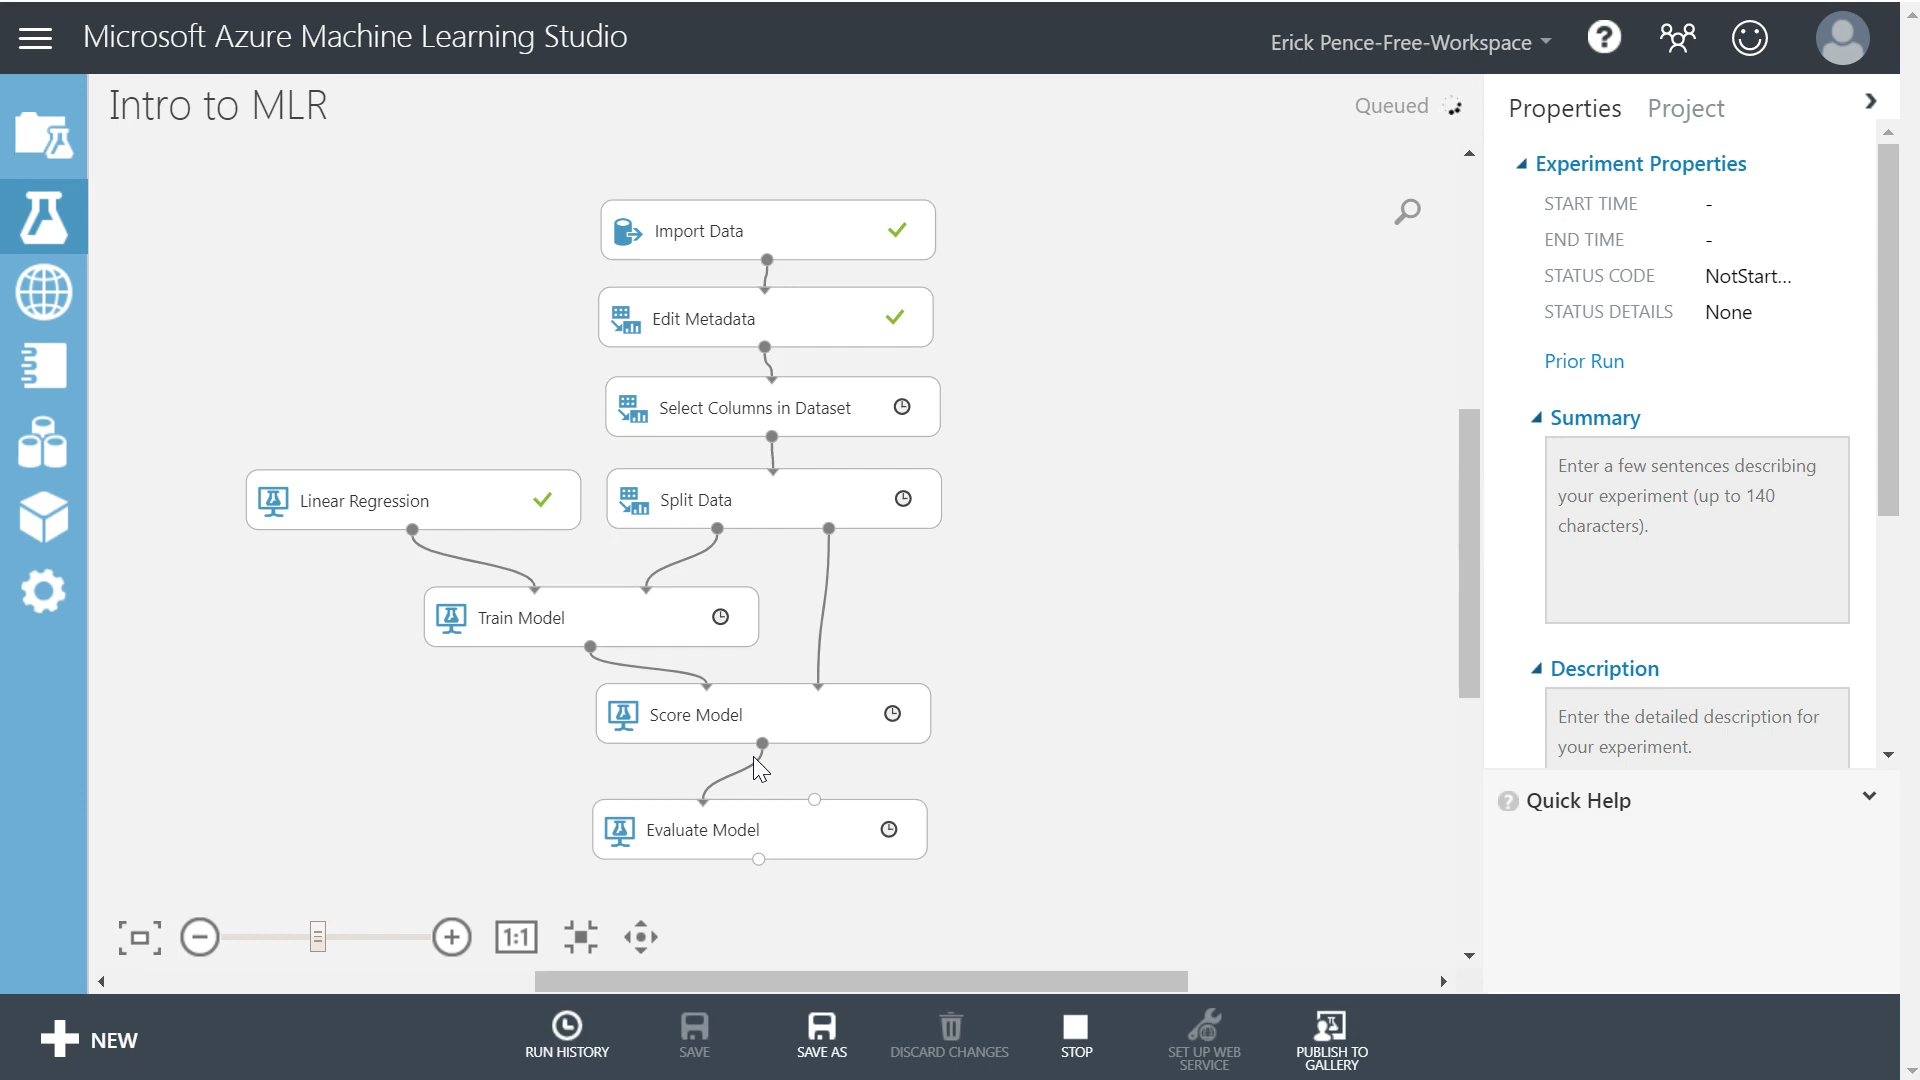 Microsoft Azure Machine Learning Studio
Erick Pence-Free-Workspace
?
Intro to MLR
Queued
Properties
Project
Experiment Properties
START TIME -
END TIME -
STATUS CODE NotStart...
STATUS DETAILS None
Prior Run
Summary
Enter a few sentences describing
your experiment (up to 140
characters).
Description
Enter the detailed description for
your experiment.
? Quick Help
Import Data
Edit Metadata
Select Columns in Dataset
Linear Regression
Split Data
Train Model
Score Model
Evaluate Model
1:1
NEW
RUN HISTORY
SAVE
SAVE AS
DISCARD CHANGES
STOP
SET UP WEB
SERVICE
PUBLISH TO
GALLERY